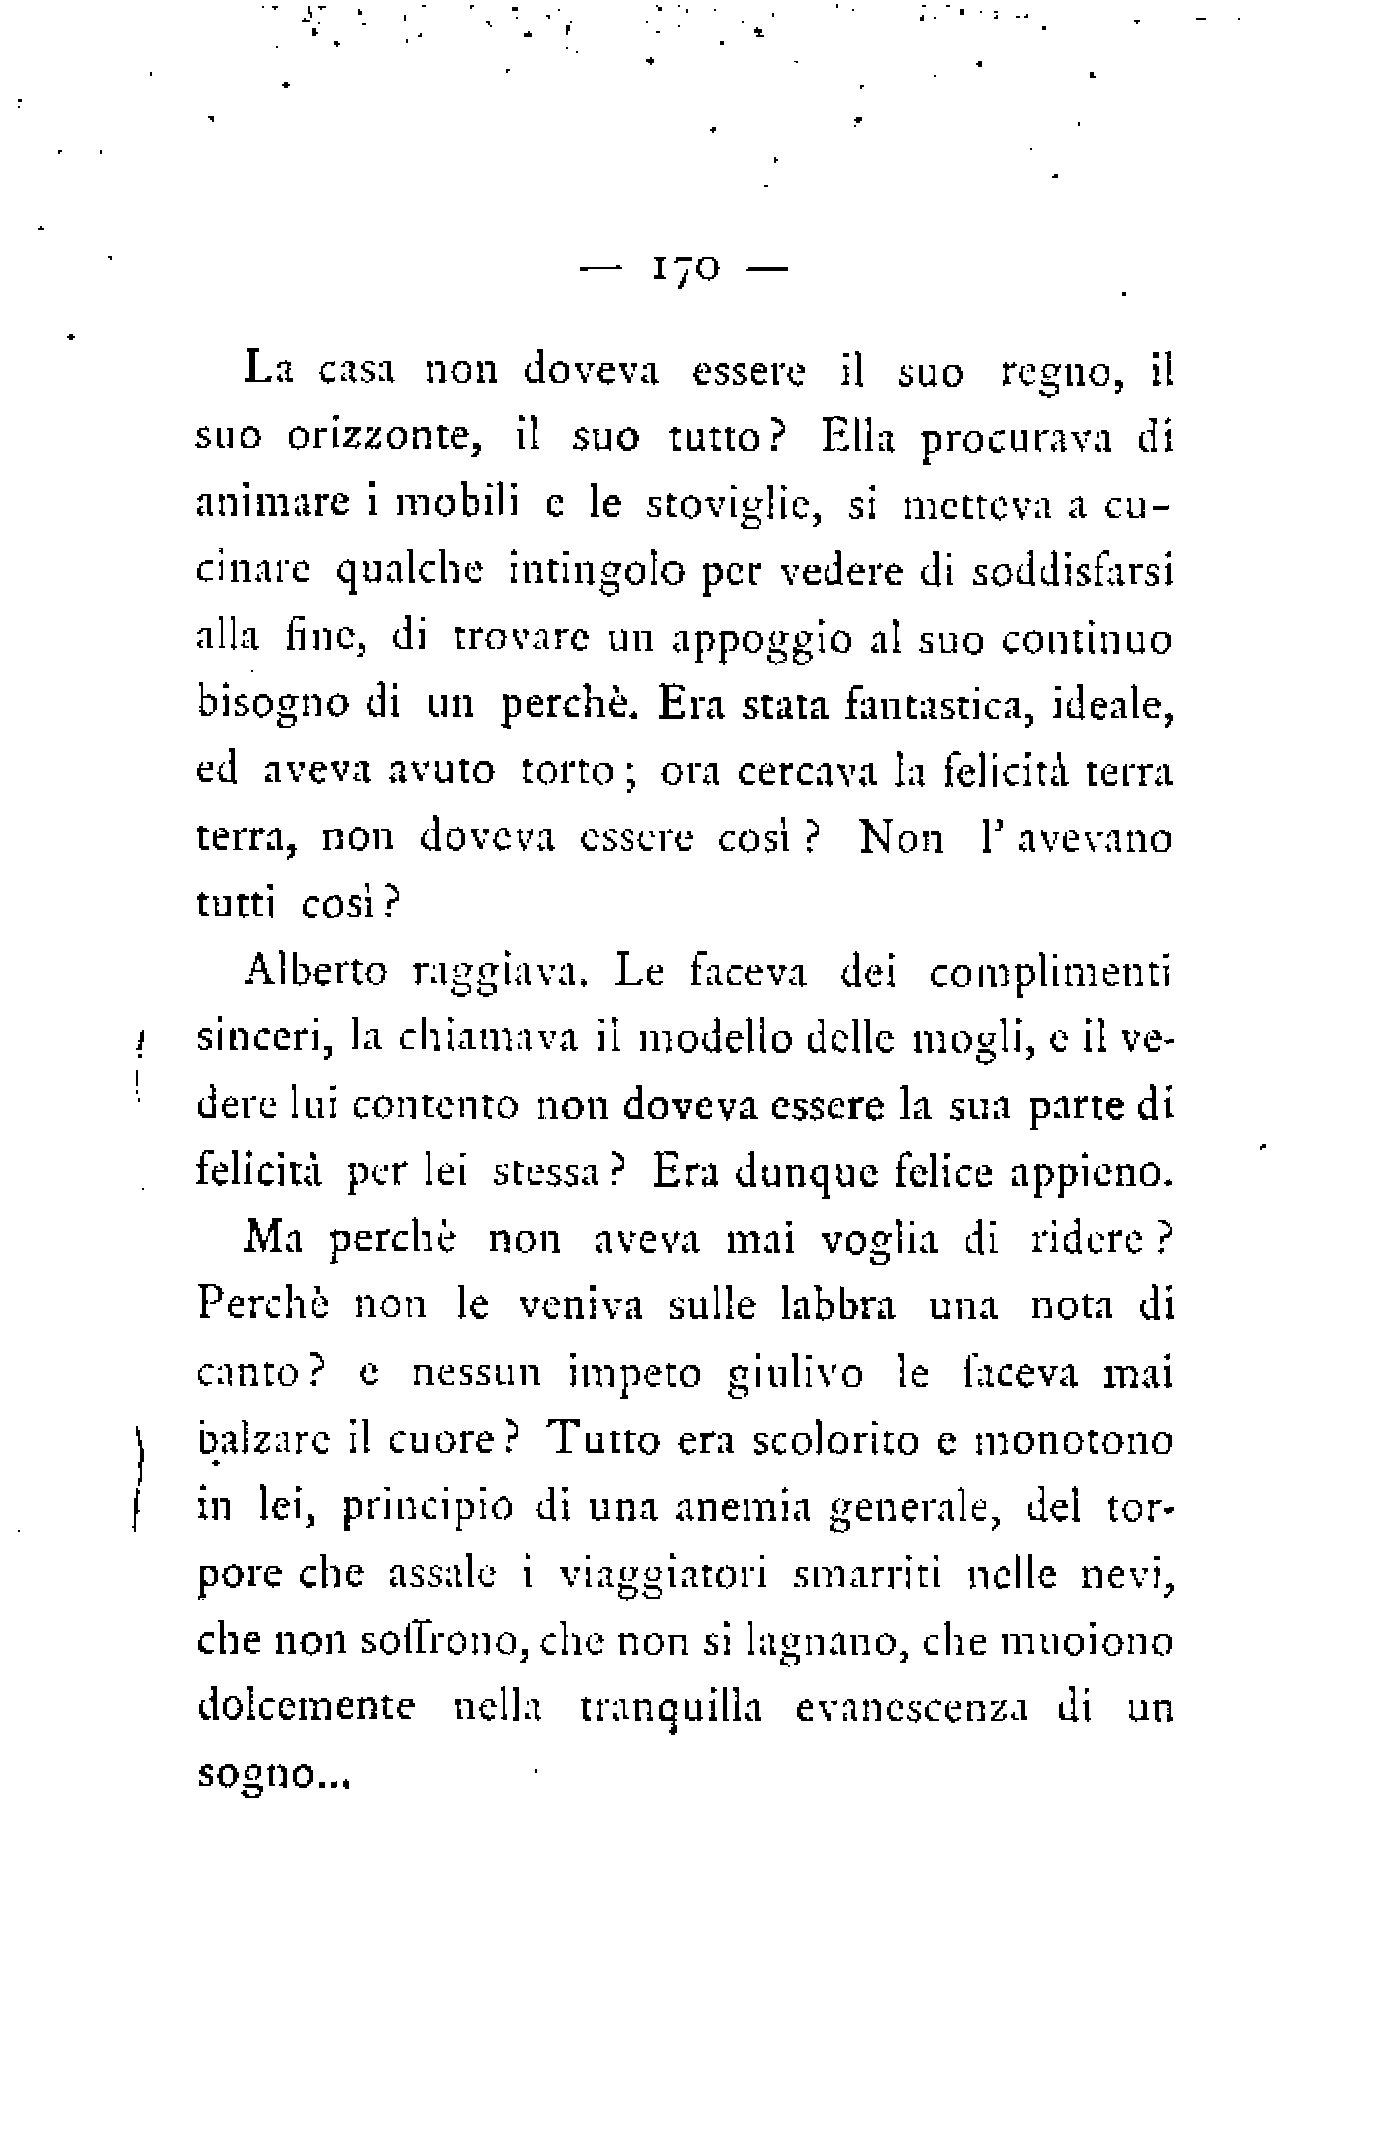 — 170 —
La casa non doveva essere il suo regno, il
suo orizzonte, il suo tutto? Ella procurava di
animare i mobili e le stoviglie, si metteva a cu-
cinare qualche intingolo per vedere di soddisfarsi
alla fine, di trovare un appoggio al suo continuo
bisogno di un perchè. Era stata fantastica, ideale,
ed aveva avuto torto; ora cercava la felicità terra
terra, non doveva essere così? Non l' avevano
tutti così?
Alberto raggiava. Le faceva dei complimenti
sinceri, la chiamava il modello delle mogli, e il ve-
dere lui contento non doveva essere la sua parte di
felicità per lei stessa? Era dunque felice appieno.
Ma perchè non aveva mai voglia di ridere?
Perchè non le veniva sulle labbra una nota di
canto? e nessun impeto giulivo le faceva mai
balzare il cuore? Tutto era scolorito e monotono
in lei, principio di una anemia generale, del tor-
pore che assale i viaggiatori smarriti nelle nevi,
che non soffrono, che non si lagnano, che muoiono
dolcemente nella tranquilla evanescenza di un
sogno...